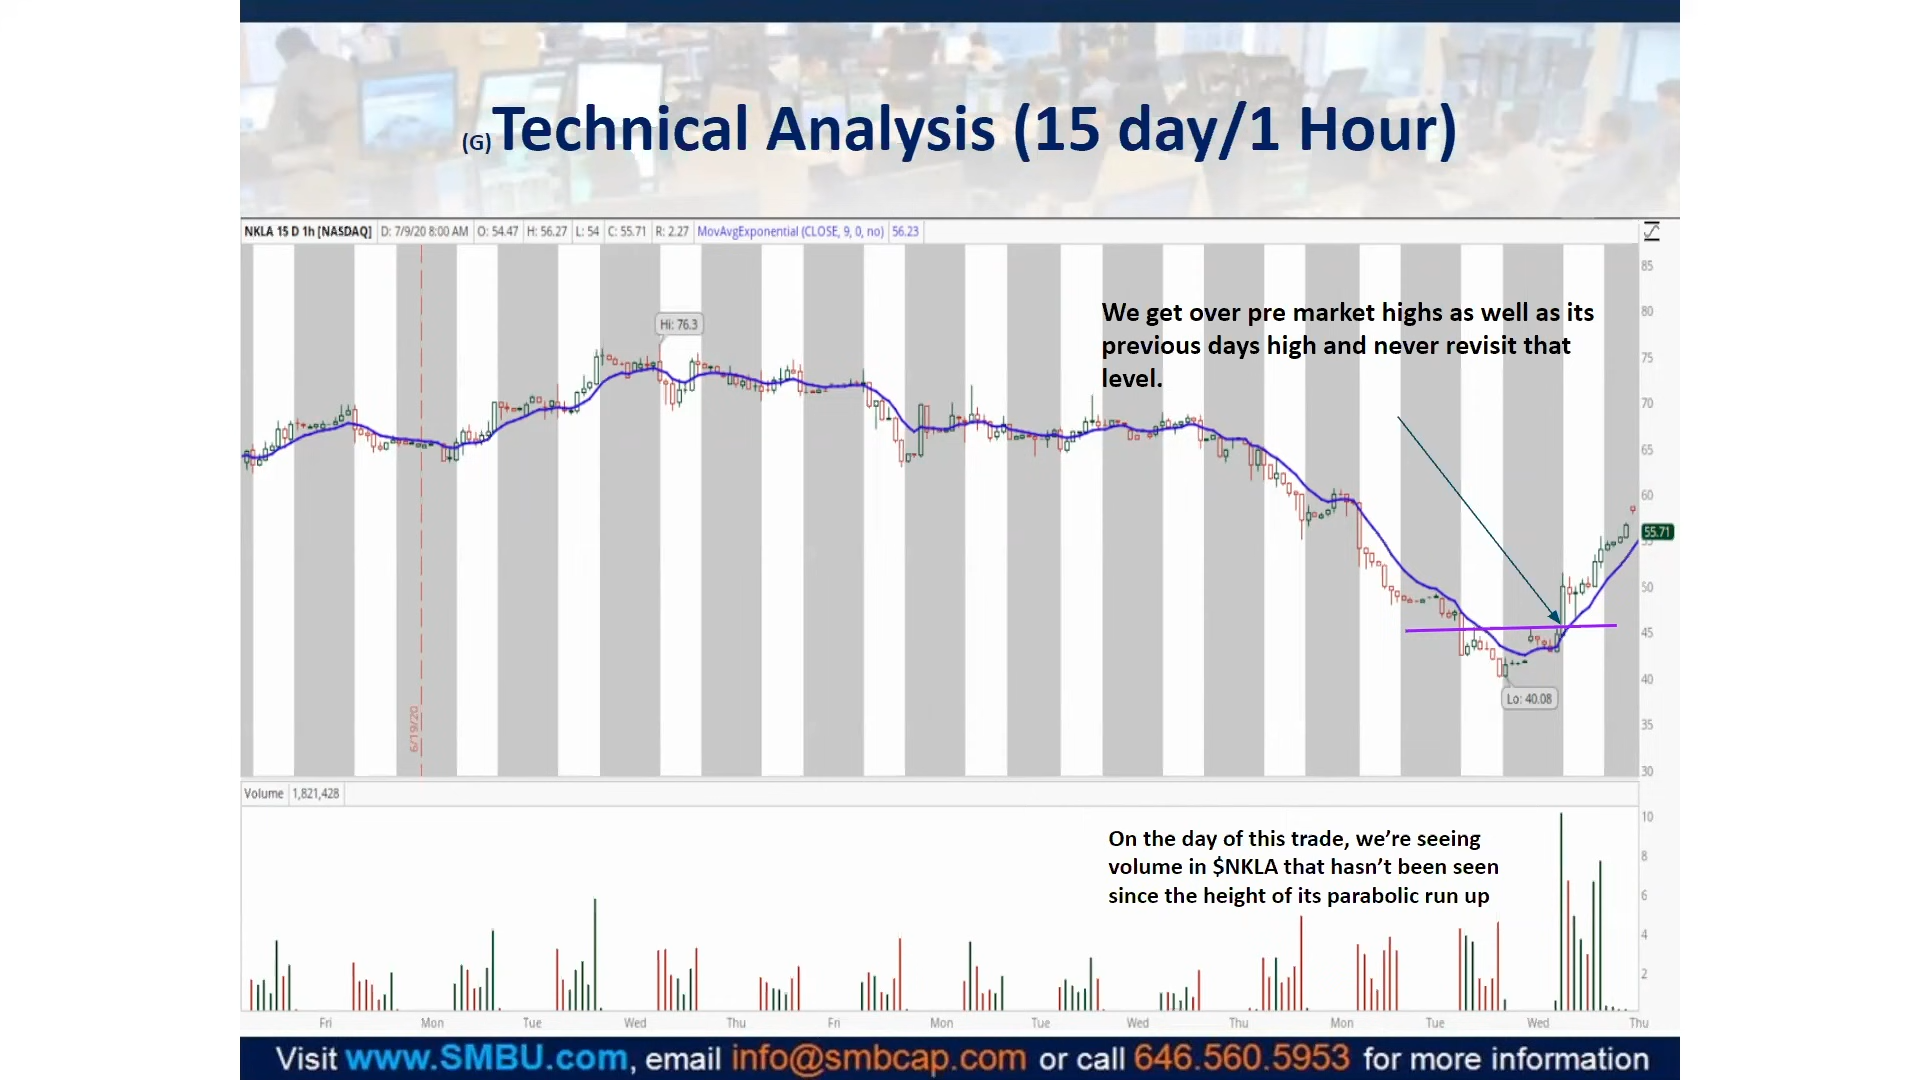 (G)Technical Analysis (15 day/1 Hour)
NKLA 15 D 1h [NASDAQ] D: 7/9/20 8:00 AM O: 54.47 H: 56.27 L: 54 C: 55.71 R: 2.27 MovAvgExponential (CLOSE, 9, 0, no) 56.23
85
80
75
70
65
60
55
50
45
40
35
30
Hi: 76.3
We get over pre market highs as well as its
previous days high and never revisit that
level.
55.71
Lo: 40.08
6/19/20
Volume 1,821,428
10
8
6
4
2
On the day of this trade, we’re seeing
volume in $NKLA that hasn’t been seen
since the height of its parabolic run up
Fri Mon Tue Wed Thu Fri Mon Tue Wed Thu Mon Tue Wed Thu
Visit www.SMBU.com, email info@smbcap.com or call 646.560.5953 for more information